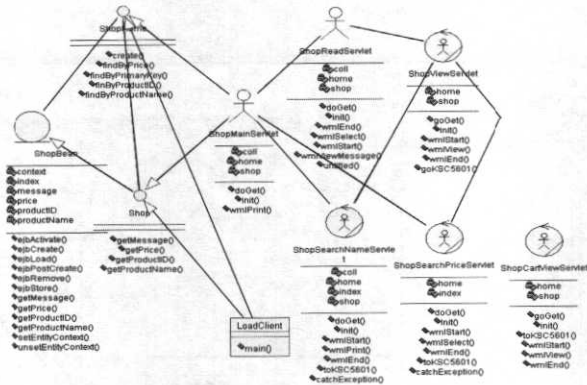 ShopHome
create()
findByPrice()
findByPrimaryKey()
finByProductID()
findByProductName()
ShopBean
context
index
message
price
productID
productName
ejbActivate()
ejbCreate()
ejbLoad()
ejbPostCreate()
ejbRemove()
ejbStore()
getMessage()
getPrice()
getProductID()
getProductName()
setEntityContext()
unsetEntityContext()
Shop
getMessage()
getPrice()
getProductID()
getProductName()
ShopMainServlet
coll
home
shop
doGet()
init()
wmlPrint()
LoadClient
main()
ShopReadServlet
coll
home
shop
doGet()
init()
wmlEnd()
wmlSelect()
wmlStart()
wmlViewMessage()
untitled()
ShopViewServlet
home
shop
goGet()
init()
wmlStart()
wmlView()
wmlEnd()
goKSC5601()
ShopSearchNameServle
t
coll
home
index
shop
doGet()
init()
wmlStart()
wmlPrint()
wmlEnd()
toKSC5601()
catchException()
ShopSearchPriceServlet
home
index
doGet()
init()
wmlStart()
wmlSelect()
wmlEnd()
toKSC5601()
catchException()
ShopCartViewServlet
home
shop
goGet()
init()
toKSC5601()
wmlStart()
wmlView()
wmlEnd()